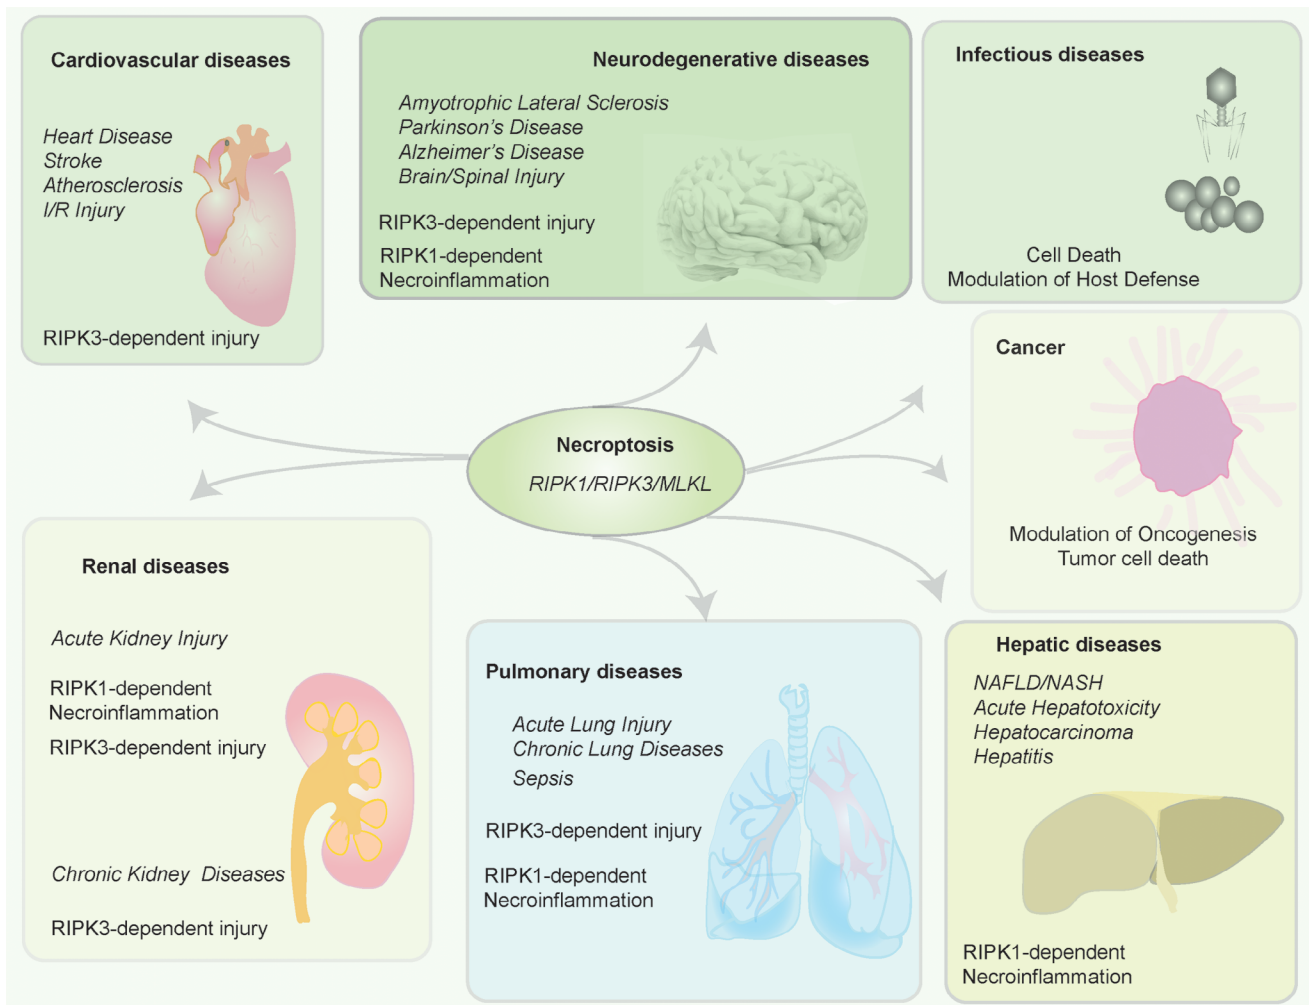 Cardiovascular diseases
Heart Disease
Stroke
Atherosclerosis
I/R Injury
RIPK3-dependent injury
Neurodegenerative diseases
Amyotrophic Lateral Sclerosis
Parkinson's Disease
Alzheimer's Disease
Brain/Spinal Injury
RIPK3-dependent injury
RIPK1-dependent
Necroinflammation
Infectious diseases
Cell Death
Modulation of Host Defense
Cancer
Modulation of Oncogenesis
Tumor cell death
Necroptosis
RIPK1/RIPK3/MLKL
Renal diseases
Acute Kidney Injury
RIPK1-dependent
Necroinflammation
RIPK3-dependent injury
Chronic Kidney Diseases
RIPK3-dependent injury
Pulmonary diseases
Acute Lung Injury
Chronic Lung Diseases
Sepsis
RIPK3-dependent injury
RIPK1-dependent
Necroinflammation
Hepatic diseases
NAFLD/NASH
Acute Hepatotoxicity
Hepatocarcinoma
Hepatitis
RIPK1-dependent
Necroinflammation